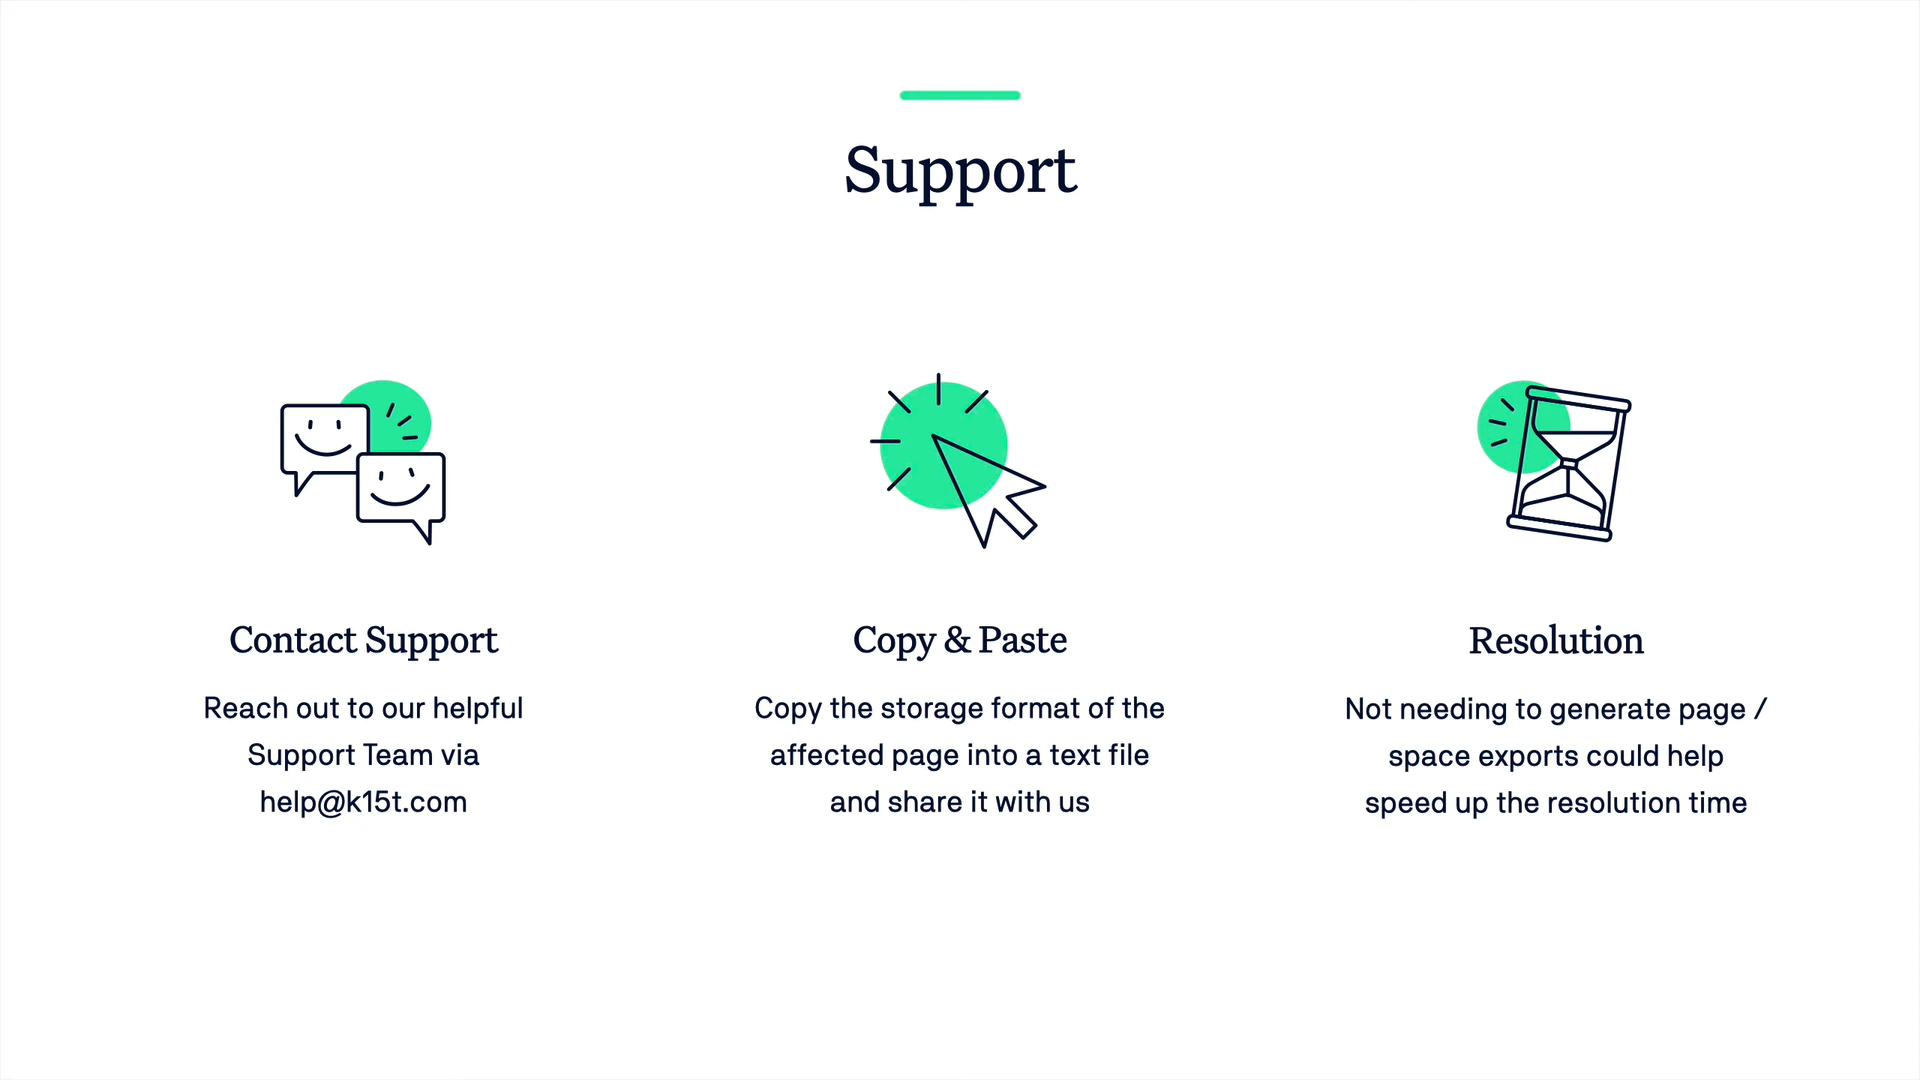 Support
Contact Support
Reach out to our helpful
Support Team via
help@k15t.com
Copy & Paste
Copy the storage format of the
affected page into a text file
and share it with us
Resolution
Not needing to generate page /
space exports could help
speed up the resolution time